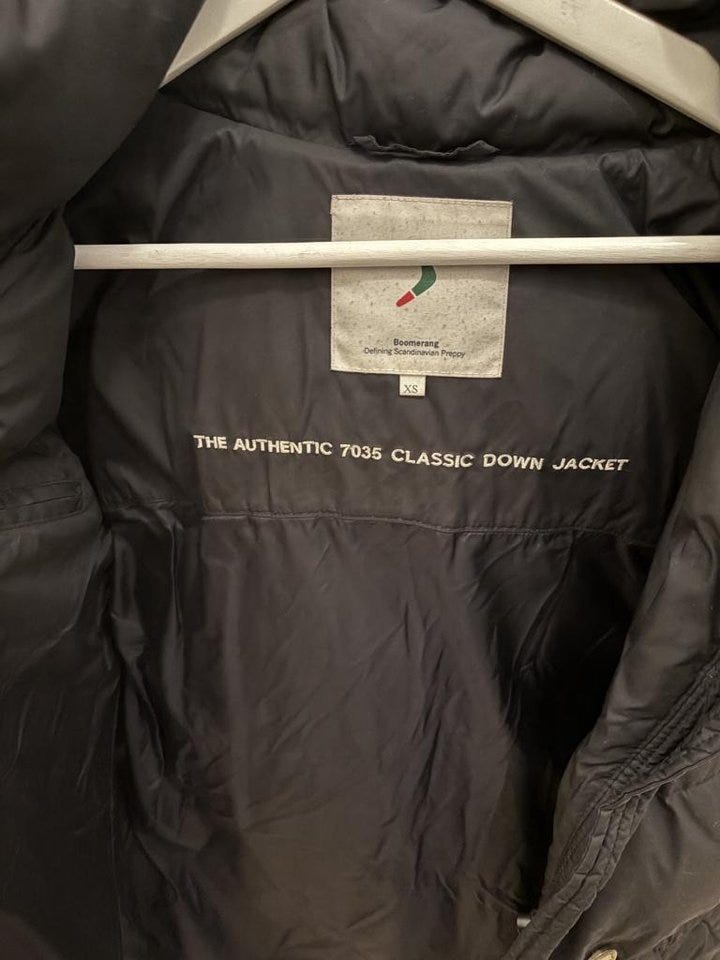 Boomerang
Defining Scandinavian Preppy
XS
THE AUTHENTIC 7035 CLASSIC DOWN JACKET